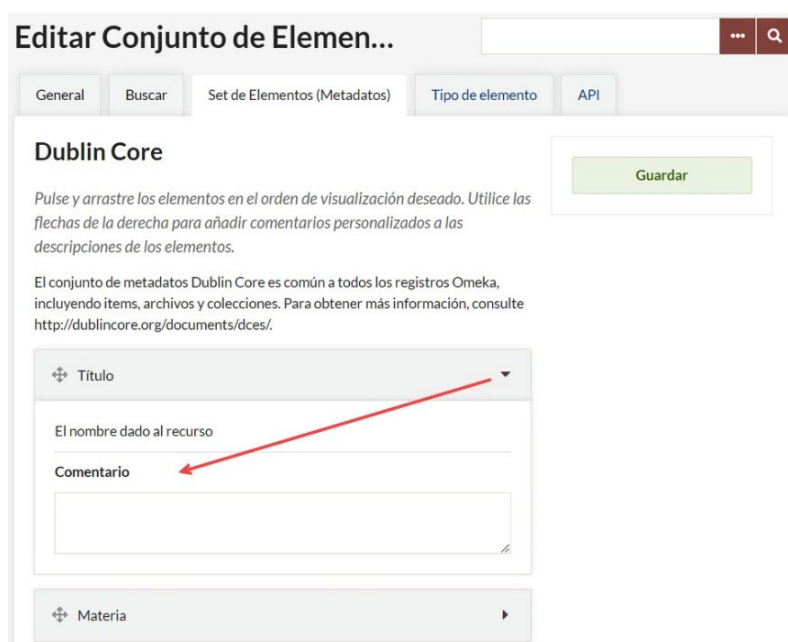 Editar Conjunto de Elemen...
General Buscar Set de Elementos (Metadatos) Tipo de elemento API
Dublin Core
Guardar
Pulse y arrastre los elementos en el orden de visualización deseado. Utilice las
flechas de la derecha para añadir comentarios personalizados a las
descripciones de los elementos.
El conjunto de metadatos Dublin Core es común a todos los registros Omeka,
incluyendo items, archivos y colecciones. Para obtener más información, consulte
http://dublincore.org/documents/dces/.
Título
El nombre dado al recurso
Comentario
Materia